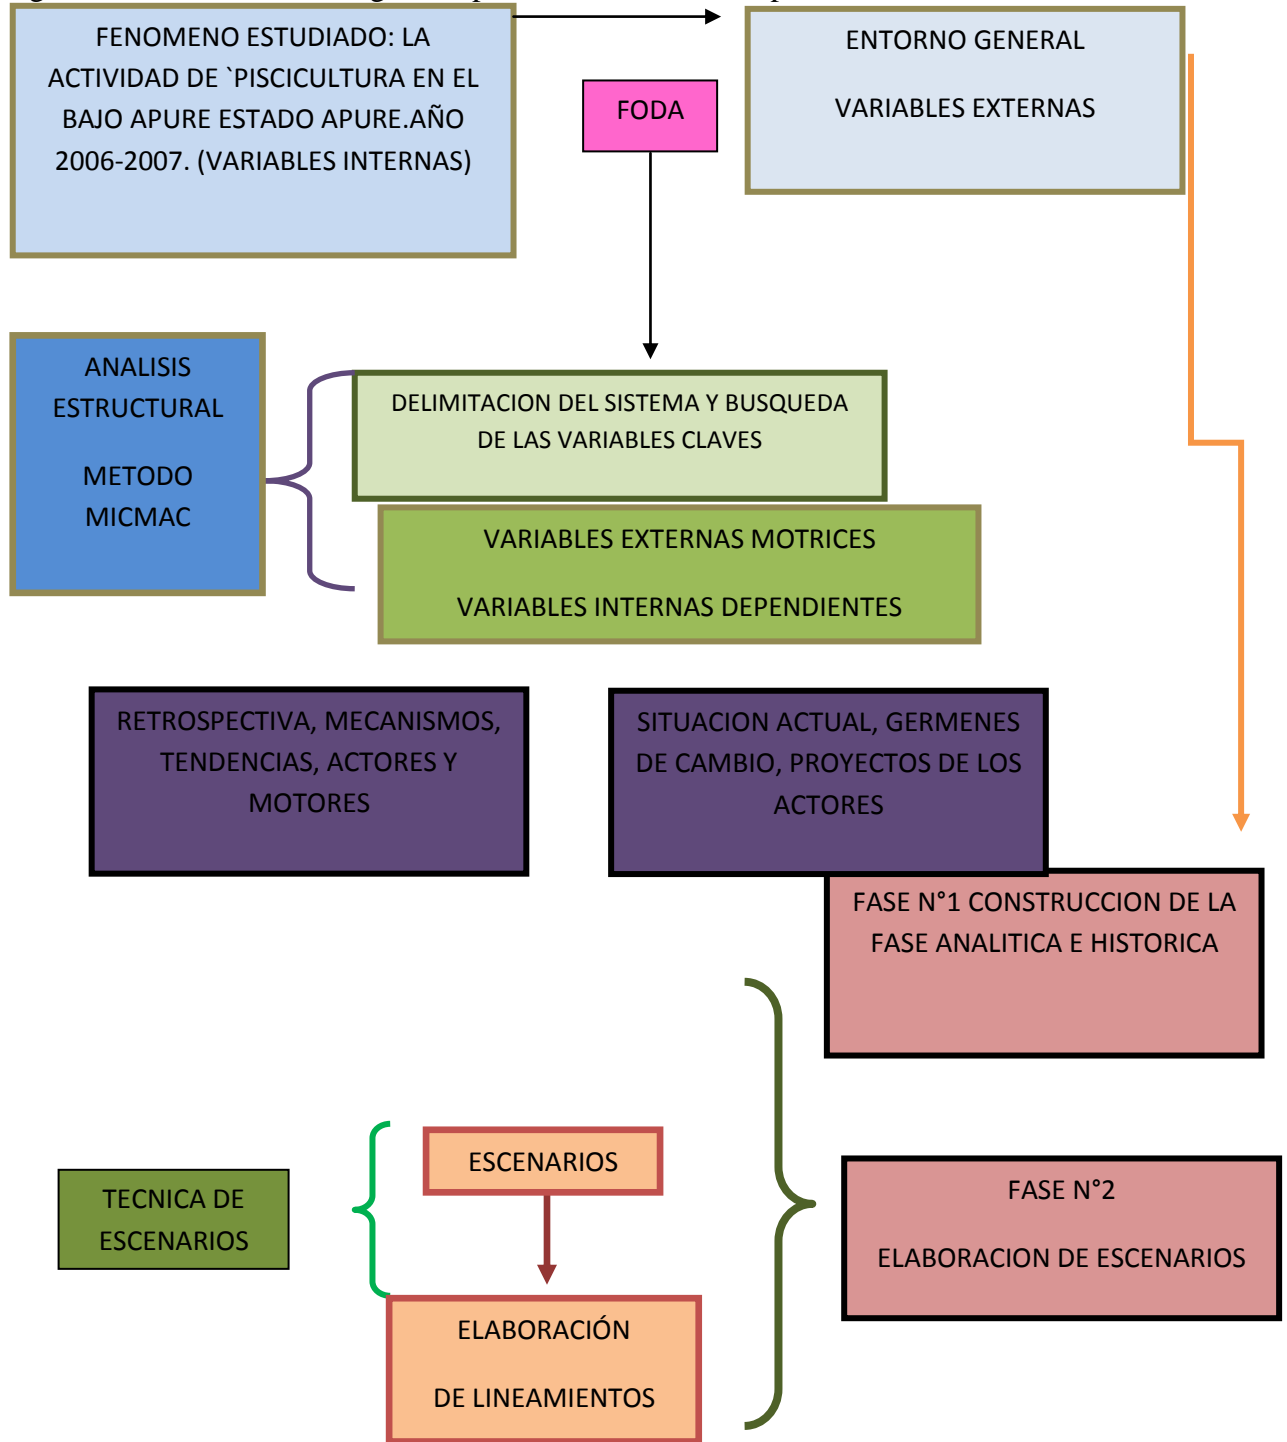 FENOMENO ESTUDIADO: LA
ACTIVIDAD DE `PISCICULTURA EN EL
BAJO APURE ESTADO APURE.AÑO
2006-2007. (VARIABLES INTERNAS)
FODA
ENTORNO GENERAL
VARIABLES EXTERNAS
ANALISIS
ESTRUCTURAL
METODO
MICMAC
DELIMITACION DEL SISTEMA Y BUSQUEDA
DE LAS VARIABLES CLAVES
VARIABLES EXTERNAS MOTRICES
VARIABLES INTERNAS DEPENDIENTES
RETROSPECTIVA, MECANISMOS,
TENDENCIAS, ACTORES Y
MOTORES
SITUACION ACTUAL, GERMENES
DE CAMBIO, PROYECTOS DE LOS
ACTORES
FASE N°1 CONSTRUCCION DE LA
FASE ANALITICA E HISTORICA
TECNICA DE
ESCENARIOS
ESCENARIOS
ELABORACIÓN
DE LINEAMIENTOS
FASE N°2
ELABORACION DE ESCENARIOS